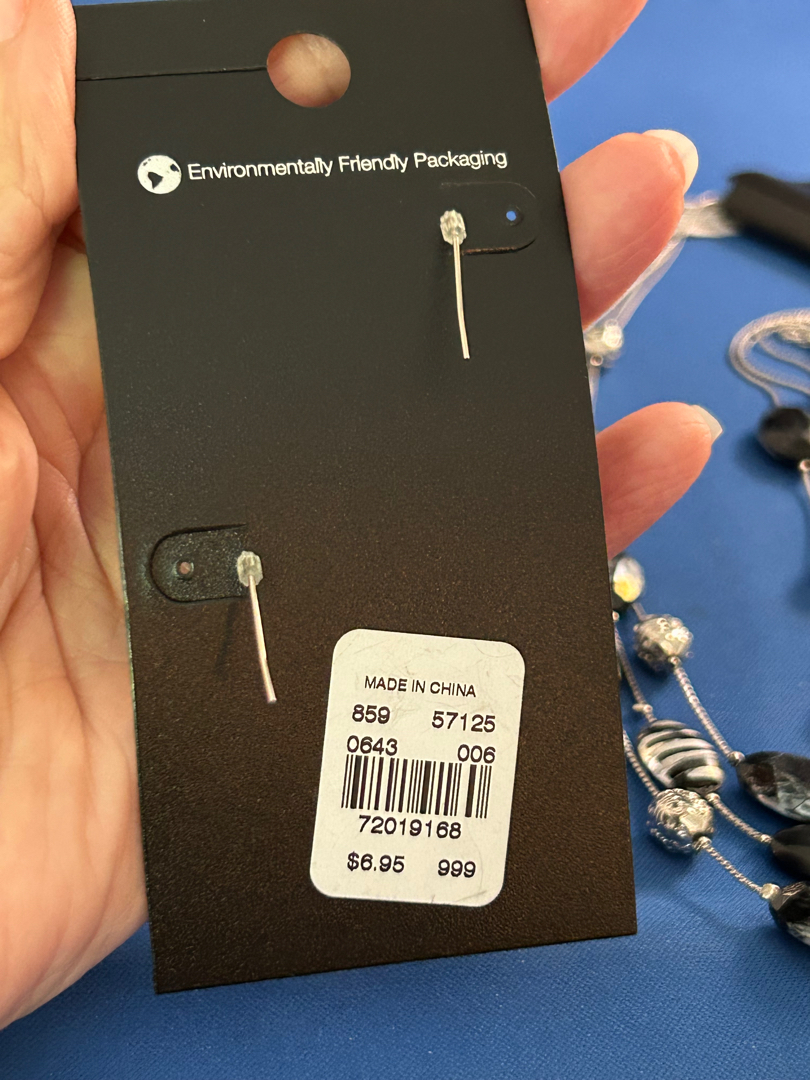 Environmentally Friendly Packaging
MADE IN CHINA
859 57125
0643 006
72019168
$6.95 999